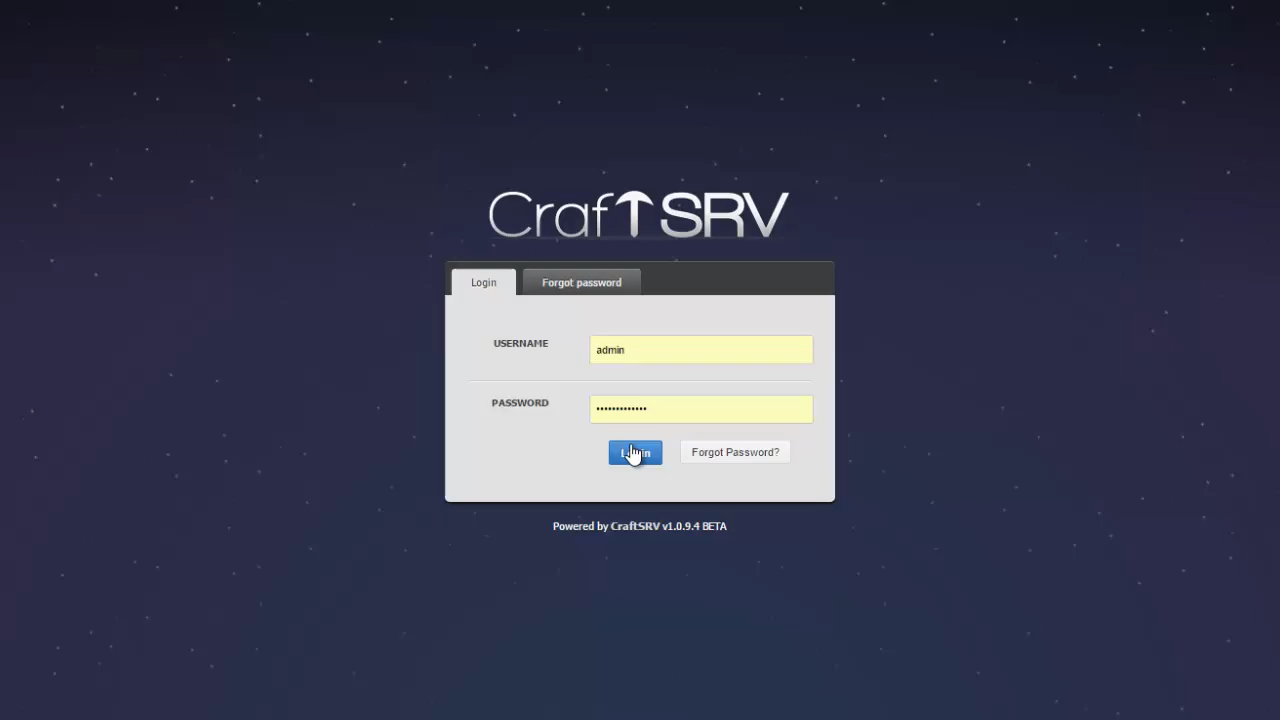 CrafTSRV
Login
Forgot password
USERNAME
admin
PASSWORD
•••••••••••••
Forgot Password?
Powered by CraftSRV v1.0.9.4 BETA